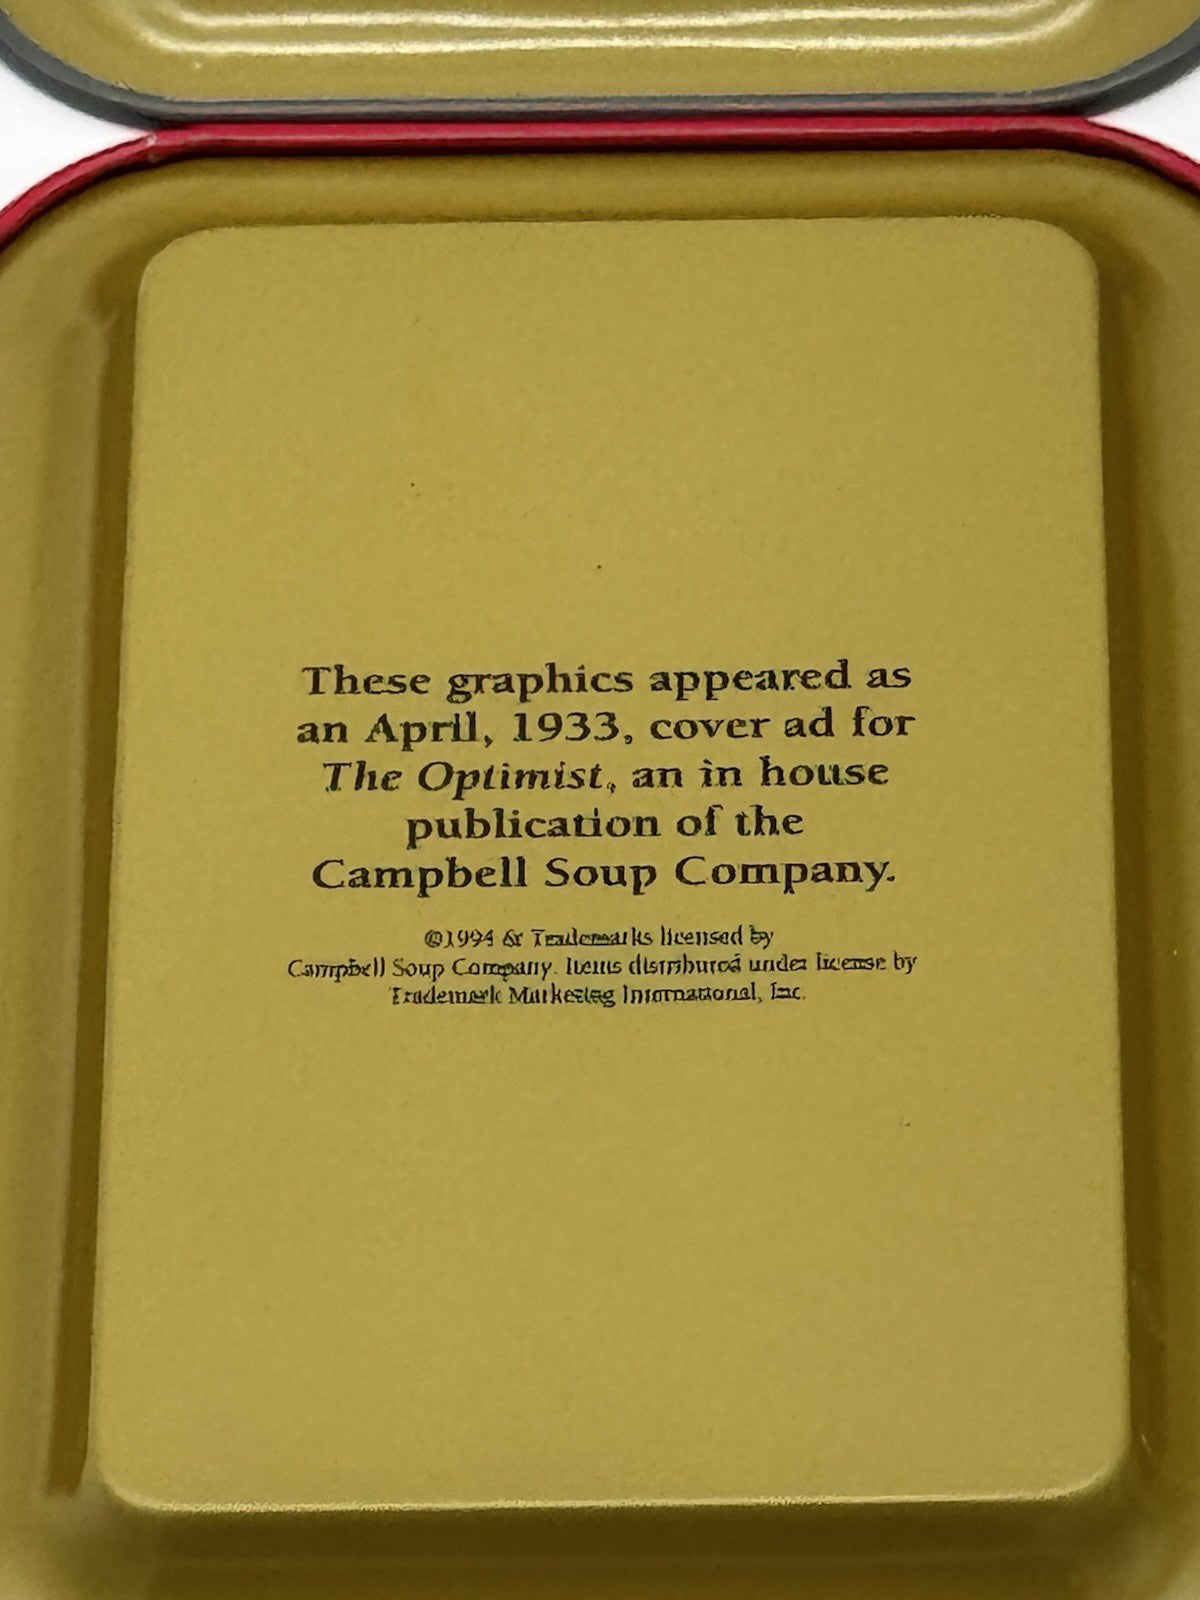 These graphics appeared as
an April, 1933, cover ad for
The Optimist, an in house
publication of the
Campbell Soup Company.
©1994 & Trademarks licensed by
Campbell Soup Company. Items distributed under license by
Trademark Marketing International, Inc.